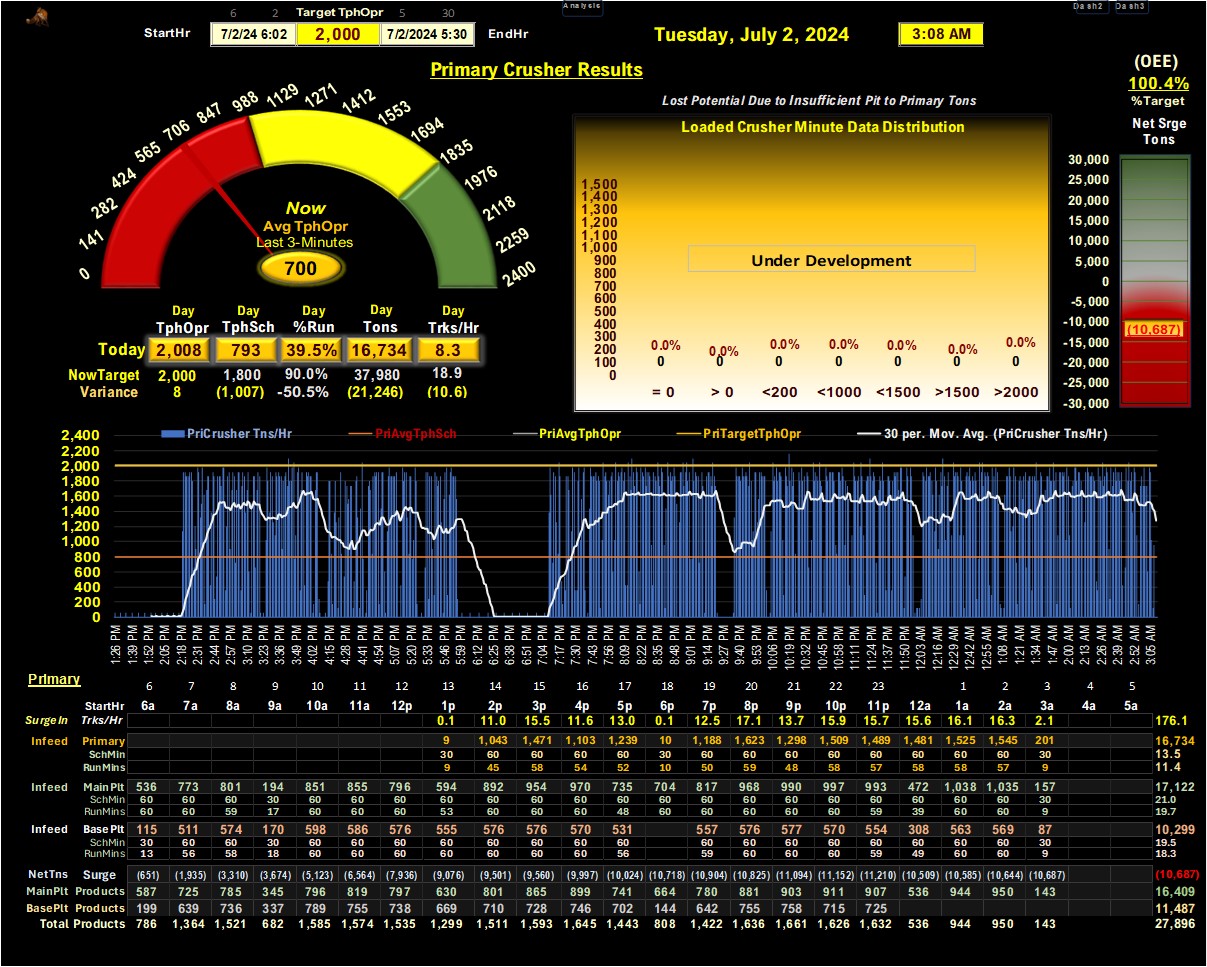 Analysis Dash2 Dash3
6 2 Target TphOpr 5 30
StartHr 7/2/24 6:02 2,000 7/2/2024 5:30 EndHr Tuesday, July 2, 2024 3:08 AM
Primary Crusher Results
(OEE)
100.4%
%Target
Net Srge
Tons
0 141 282 424 565 706 847 988 1129 1271 1412 1553 1694 1835 1976 2118 2259 2400
Now
Avg TphOpr
Last 3-Minutes
700
Lost Potential Due to Insufficient Pit to Primary Tons
Loaded Crusher Minute Data Distribution
1,500
1,400
1,300
1,200
1,100
1,000
900
800
700
600
500
400
300
200
100
0
Under Development
0.0% 0.0% 0.0% 0.0% 0.0% 0.0% 0.0%
0 0 0 0 0 0 0
= 0 > 0 <200 <1000 <1500 >1500 >2000
30,000
25,000
20,000
15,000
10,000
5,000
0
-5,000
-10,000
-15,000
-20,000
-25,000
-30,000
(10,687)
Day Day Day Day Day
TphOpr TphSch %Run Tons Trks/Hr
Today 2,008 793 39.5% 16,734 8.3
NowTarget 2,000 1,800 90.0% 37,980 18.9
Variance 8 (1,007) -50.5% (21,246) (10.6)
PriCrusher Tns/Hr PriAvgTphSch PriAvgTphOpr PriTargetTphOpr 30 per. Mov. Avg. (PriCrusher Tns/Hr)
2,400
2,200
2,000
1,800
1,600
1,400
1,200
1,000
800
600
400
200
0
1:26 PM 1:39 PM 1:52 PM 2:05 PM 2:18 PM 2:31 PM 2:44 PM 2:57 PM 3:10 PM 3:23 PM 3:36 PM 3:49 PM 4:02 PM 4:15 PM 4:28 PM 4:41 PM 4:54 PM 5:07 PM 5:20 PM 5:33 PM 5:46 PM 5:59 PM 6:12 PM 6:25 PM 6:38 PM 6:51 PM 7:04 PM 7:17 PM 7:30 PM 7:43 PM 7:56 PM 8:09 PM 8:22 PM 8:35 PM 8:48 PM 9:01 PM 9:14 PM 9:27 PM 9:40 PM 9:53 PM 10:06 PM 10:19 PM 10:32 PM 10:45 PM 10:58 PM 11:11 PM 11:24 PM 11:37 PM 11:50 PM 12:03 AM 12:16 AM 12:29 AM 12:42 AM 12:55 AM 1:08 AM 1:21 AM 1:34 AM 1:47 AM 2:00 AM 2:13 AM 2:26 AM 2:39 AM 2:52 AM 3:05 AM
Primary
6 7 8 9 10 11 12 13 14 15 16 17 18 19 20 21 22 23 1 2 3 4 5
StartHr 6a 7a 8a 9a 10a 11a 12p 1p 2p 3p 4p 5p 6p 7p 8p 9p 10p 11p 12a 1a 2a 3a 4a 5a
SurgeIn Trks/Hr 0.1 11.0 15.5 11.6 13.0 0.1 12.5 17.1 13.7 15.9 15.7 15.6 16.1 16.3 2.1 176.1
Infeed Primary 9 1,043 1,471 1,103 1,239 10 1,188 1,623 1,298 1,509 1,489 1,481 1,525 1,545 201 16,734
SchMin 30 60 60 60 60 30 60 60 60 60 60 60 60 60 30 13.5
RunMins 9 45 58 54 52 10 50 59 48 58 57 58 58 57 9 11.4
Infeed MainPlt 536 773 801 194 851 855 796 594 892 954 970 735 704 817 968 990 997 993 472 1,038 1,035 157 17,122
SchMin 60 60 60 30 60 60 60 60 60 60 60 60 60 60 60 60 60 60 60 60 60 30 21.0
RunMins 60 60 59 17 60 60 60 53 60 60 60 48 60 60 60 60 60 59 39 60 60 9 19.7
Infeed BasePlt 115 511 574 170 598 586 576 555 576 576 570 531 557 576 577 570 554 308 563 569 87 10,299
SchMin 30 60 60 30 60 60 60 60 60 60 60 60 60 60 60 60 60 60 60 60 30 19.5
RunMins 13 56 58 18 60 60 60 60 60 60 60 56 59 60 60 60 59 49 60 60 9 18.3
NetTns Surge (651) (1,935) (3,310) (3,674) (5,123) (6,564) (7,936) (9,076) (9,501) (9,560) (9,997) (10,024) (10,718) (10,904) (10,825) (11,094) (11,152) (11,210) (10,509) (10,585) (10,644) (10,687) (10,687)
MainPlt Products 587 725 785 345 796 819 797 630 801 865 899 741 664 780 881 903 911 907 536 944 950 143 16,409
BasePlt Products 199 639 736 337 789 755 738 669 710 728 746 702 144 642 755 758 715 725 11,487
Total Products 786 1,364 1,521 682 1,585 1,574 1,535 1,299 1,511 1,593 1,645 1,443 808 1,422 1,636 1,661 1,626 1,632 536 944 950 143 27,896